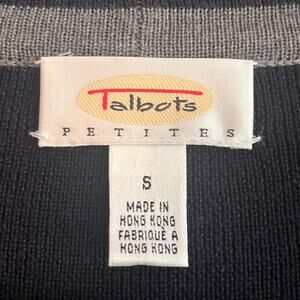 Talbots
PETITES
S
MADE IN
HONG KONG
FABRIQUÉ À
HONG KONG